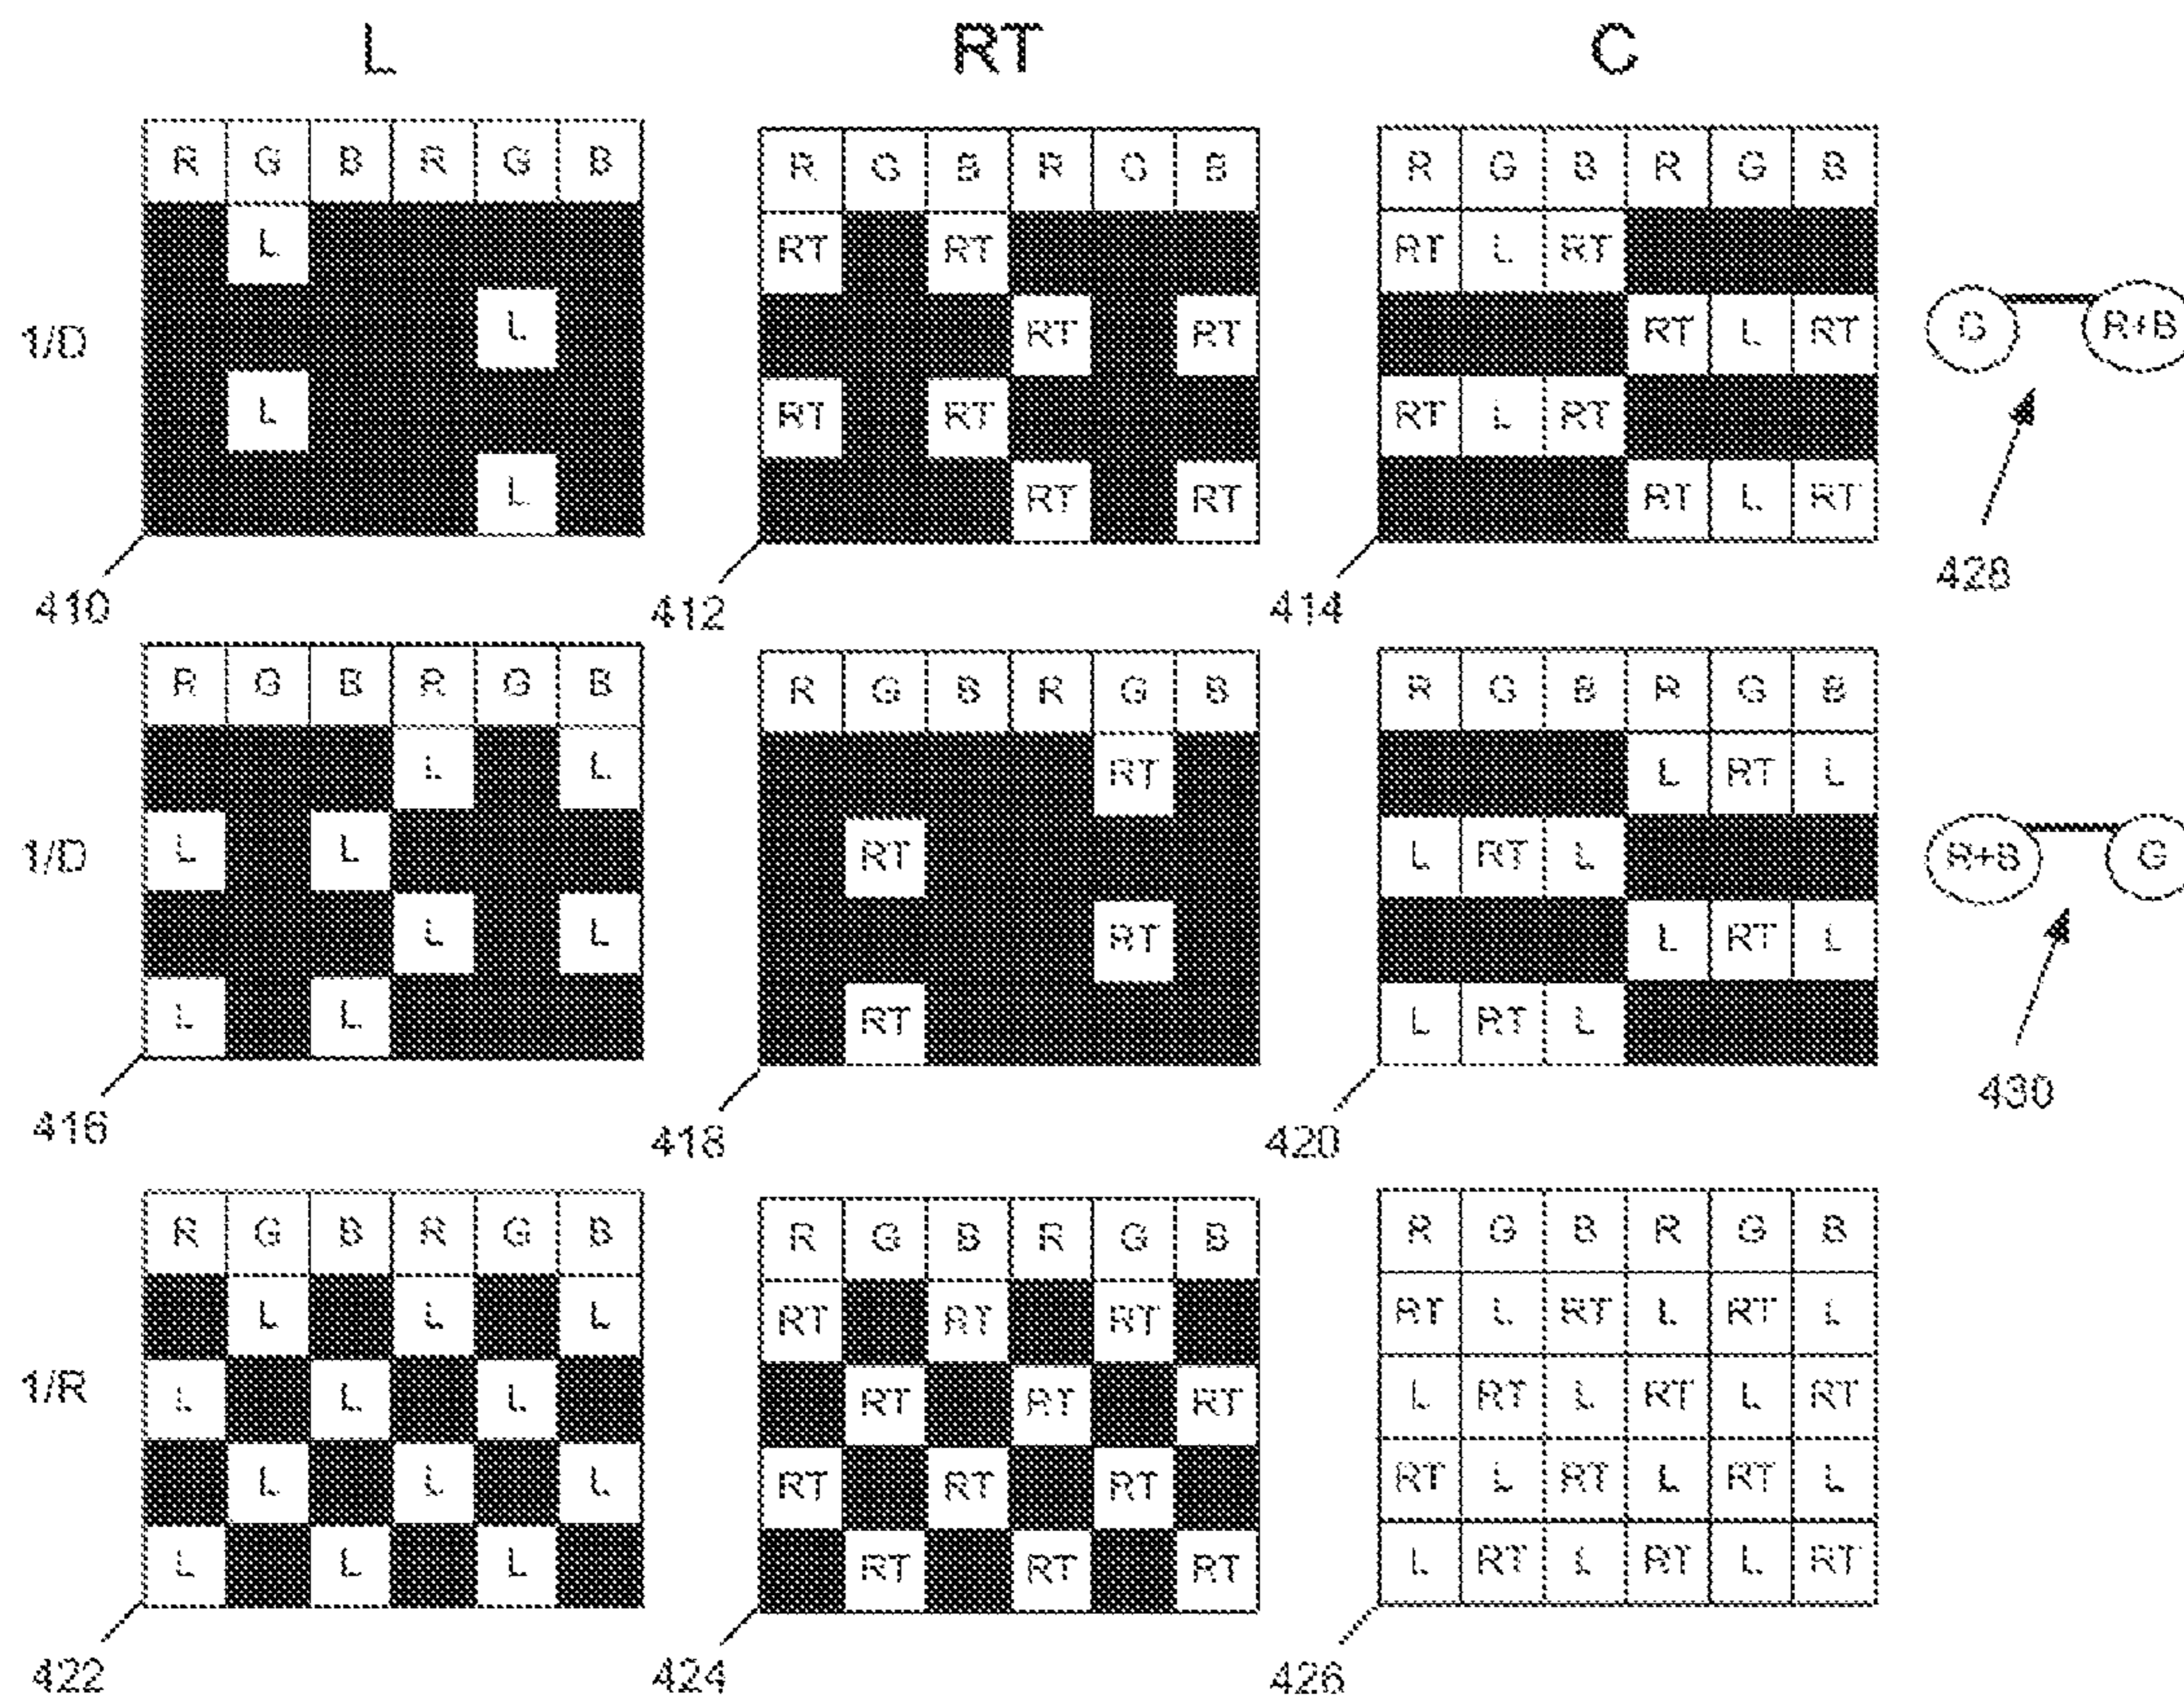 L RT C
R G B R G B R G B R G B R G B R G B
L RT RT RT L RT
1/D L RT RT RT L RT G R+B
L RT RT RT L RT
L RT RT RT L RT
410 412 414 428
R G B R G B R G B R G B R G B R G B
L L RT L RT L
1/D L L RT L RT L R+B G
L L RT L RT L
L L RT L RT L
416 418 420 430
R G B R G B R G B R G B R G B R G B
L L L RT RT RT RT L RT L RT L
1/R L L L RT RT RT L RT L RT L RT
L L L RT RT RT RT L RT L RT L
L L L RT RT RT L RT L RT L RT
422 424 426